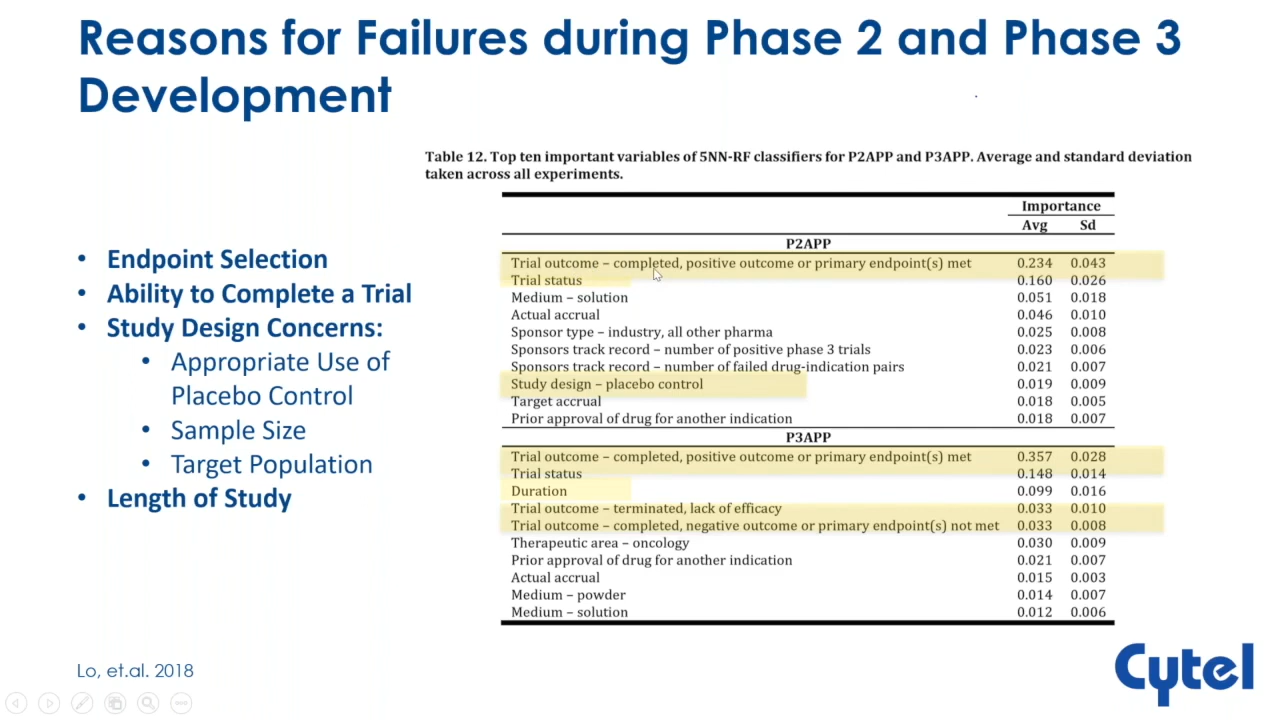 Reasons for Failures during Phase 2 and Phase 3
Development
Table 12. Top ten important variables of 5NN-RF classifiers for P2APP and P3APP. Average and standard deviation
taken across all experiments.
• Endpoint Selection
• Ability to Complete a Trial
• Study Design Concerns:
• Appropriate Use of
Placebo Control
• Sample Size
• Target Population
• Length of Study
Importance
Avg Sd
P2APP
Trial outcome – completed, positive outcome or primary endpoint(s) met 0.234 0.043
Trial status 0.160 0.026
Medium – solution 0.051 0.018
Actual accrual 0.046 0.010
Sponsor type – industry, all other pharma 0.025 0.008
Sponsors track record – number of positive phase 3 trials 0.023 0.006
Sponsors track record – number of failed drug-indication pairs 0.021 0.007
Study design – placebo control 0.019 0.009
Target accrual 0.018 0.005
Prior approval of drug for another indication 0.018 0.007
P3APP
Trial outcome – completed, positive outcome or primary endpoint(s) met 0.357 0.028
Trial status 0.148 0.014
Duration 0.099 0.016
Trial outcome – terminated, lack of efficacy 0.033 0.010
Trial outcome – completed, negative outcome or primary endpoint(s) not met 0.033 0.008
Therapeutic area – oncology 0.030 0.009
Prior approval of drug for another indication 0.021 0.007
Actual accrual 0.015 0.003
Medium – powder 0.014 0.007
Medium – solution 0.012 0.006
Lo, et.al. 2018
Cytel